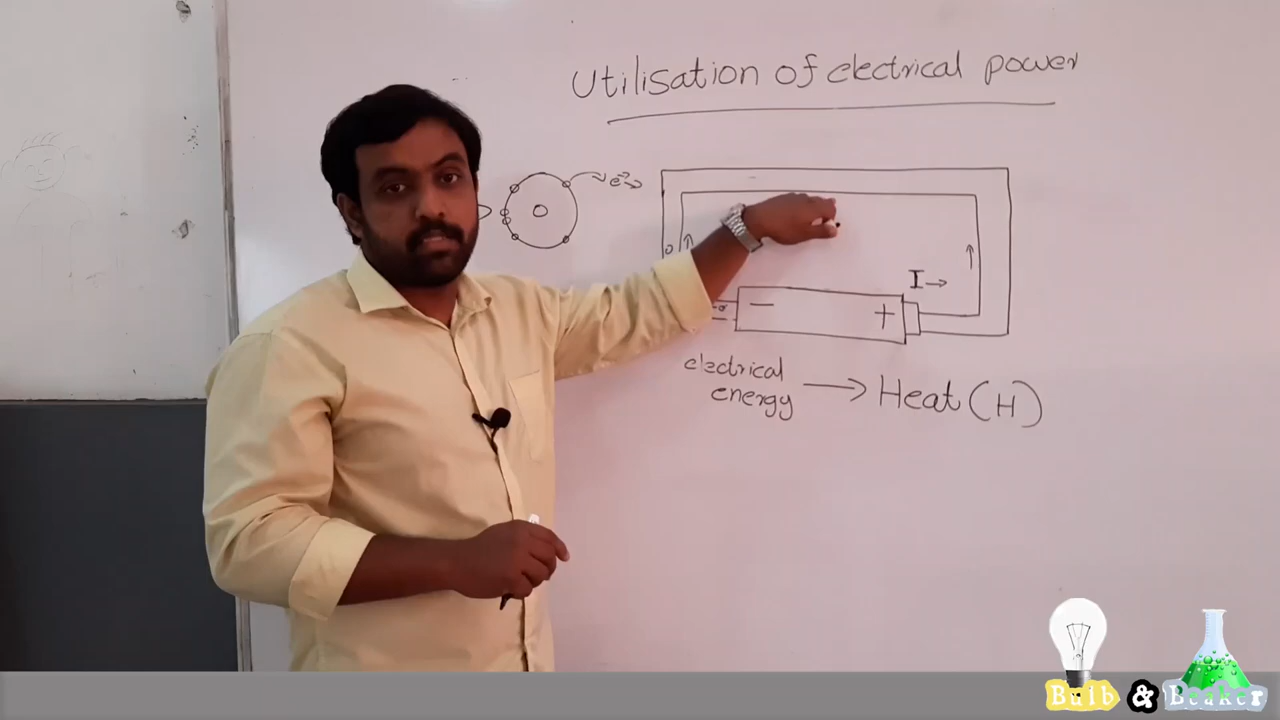 Utilisation of electrical power
e⁻
I →
− +
electrical
energy → Heat (H)
Bulb & Beaker